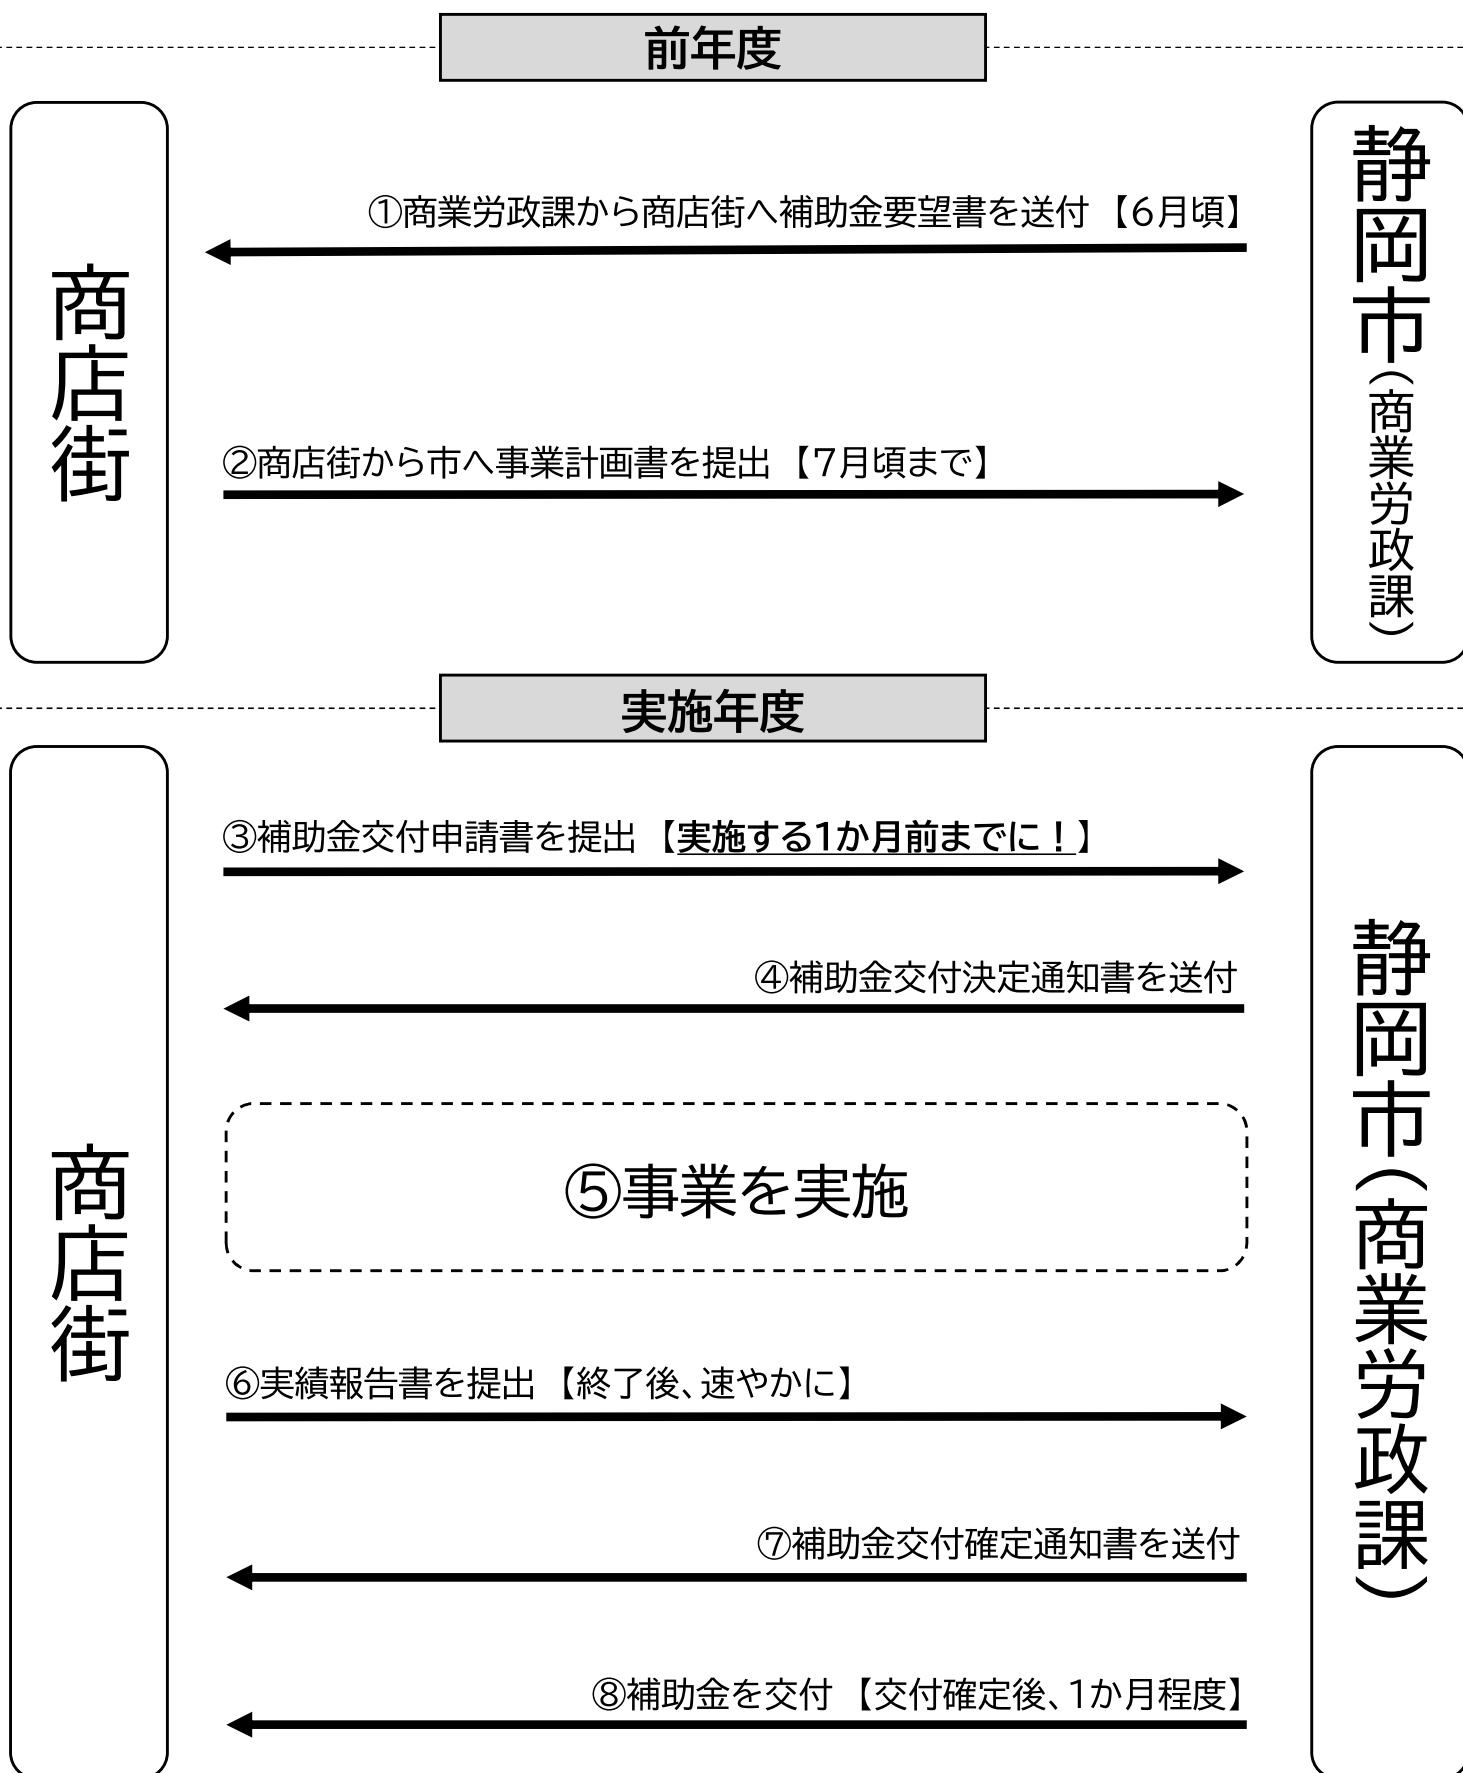 前年度
商店街
①商業労政課から商店街へ補助金要望書を送付 【6月頃】
②商店街から市へ事業計画書を提出 【7月頃まで】
静岡市(商業労政課)
実施年度
商店街
③補助金交付申請書を提出 【実施する1か月前までに！】
④補助金交付決定通知書を送付
⑤事業を実施
⑥実績報告書を提出 【終了後、速やかに】
⑦補助金交付確定通知書を送付
⑧補助金を交付 【交付確定後、1か月程度】
静岡市(商業労政課)